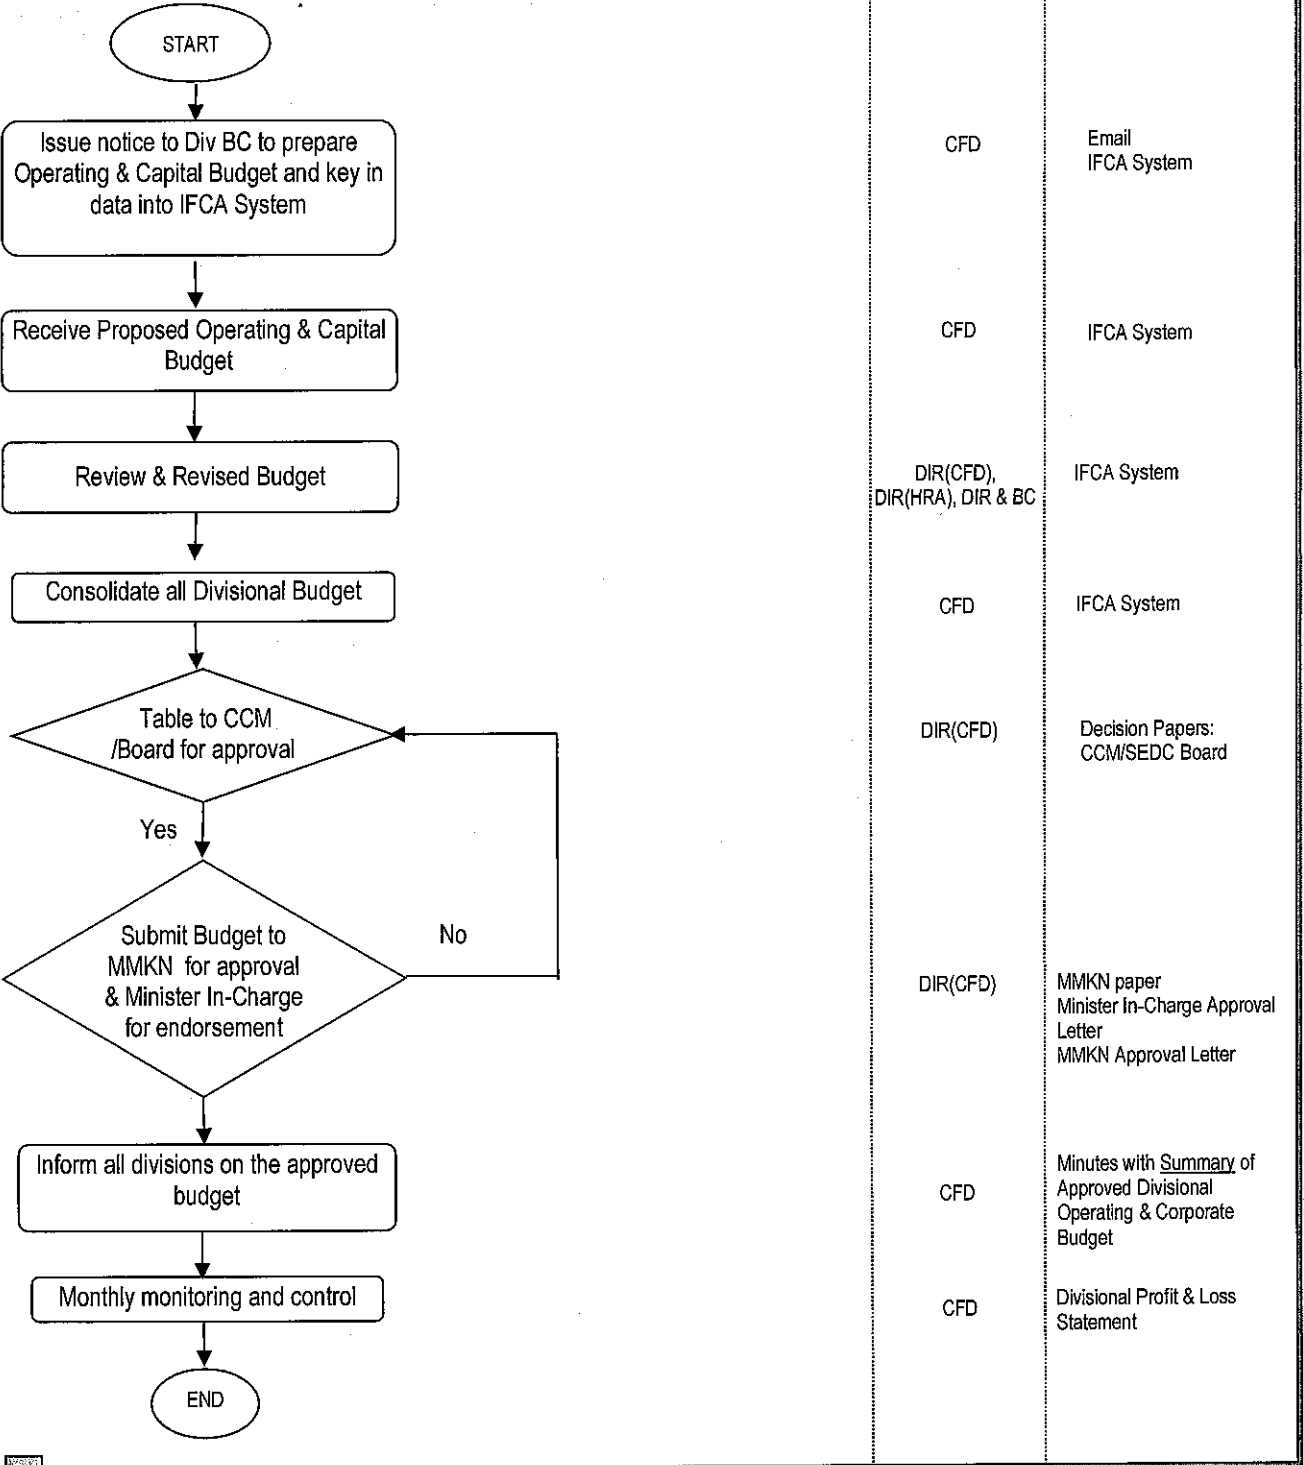 START
Issue notice to Div BC to prepare
Operating & Capital Budget and key in
data into IFCA System
CFD
Email
IFCA System
Receive Proposed Operating & Capital
Budget
CFD
IFCA System
Review & Revised Budget
DIR(CFD),
DIR(HRA), DIR & BC
IFCA System
Consolidate all Divisional Budget
CFD
IFCA System
Table to CCM
/Board for approval
DIR(CFD)
Decision Papers:
CCM/SEDC Board
Yes
Submit Budget to
MMKN for approval
& Minister In-Charge
for endorsement
No
DIR(CFD)
MMKN paper
Minister In-Charge Approval
Letter
MMKN Approval Letter
Inform all divisions on the approved
budget
CFD
Minutes with Summary of
Approved Divisional
Operating & Corporate
Budget
Monthly monitoring and control
CFD
Divisional Profit & Loss
Statement
END